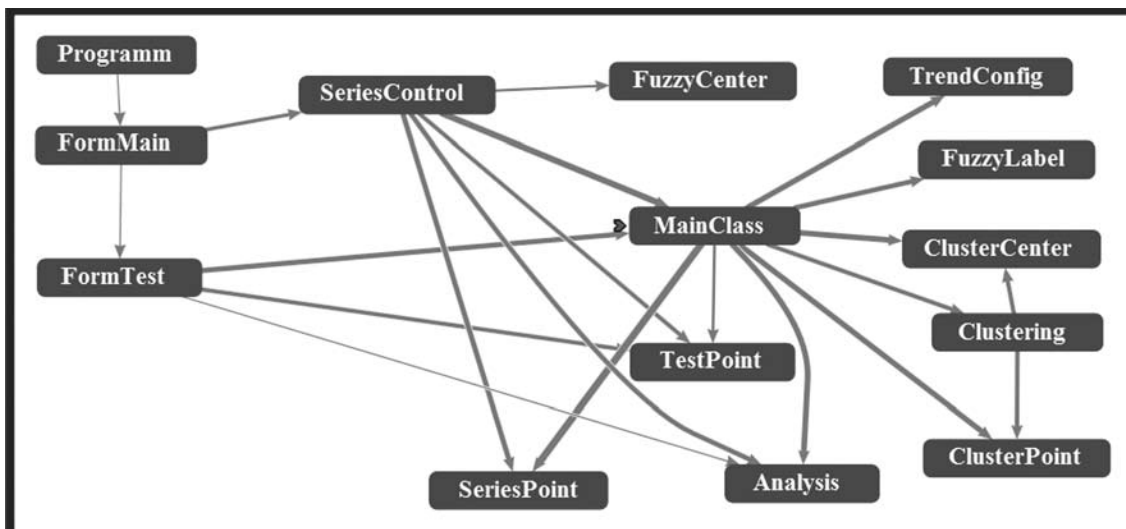 Programm
SeriesControl
FuzzyCenter
TrendConfig
FormMain
FuzzyLabel
MainClass
ClusterCenter
FormTest
Clustering
TestPoint
ClusterPoint
SeriesPoint
Analysis